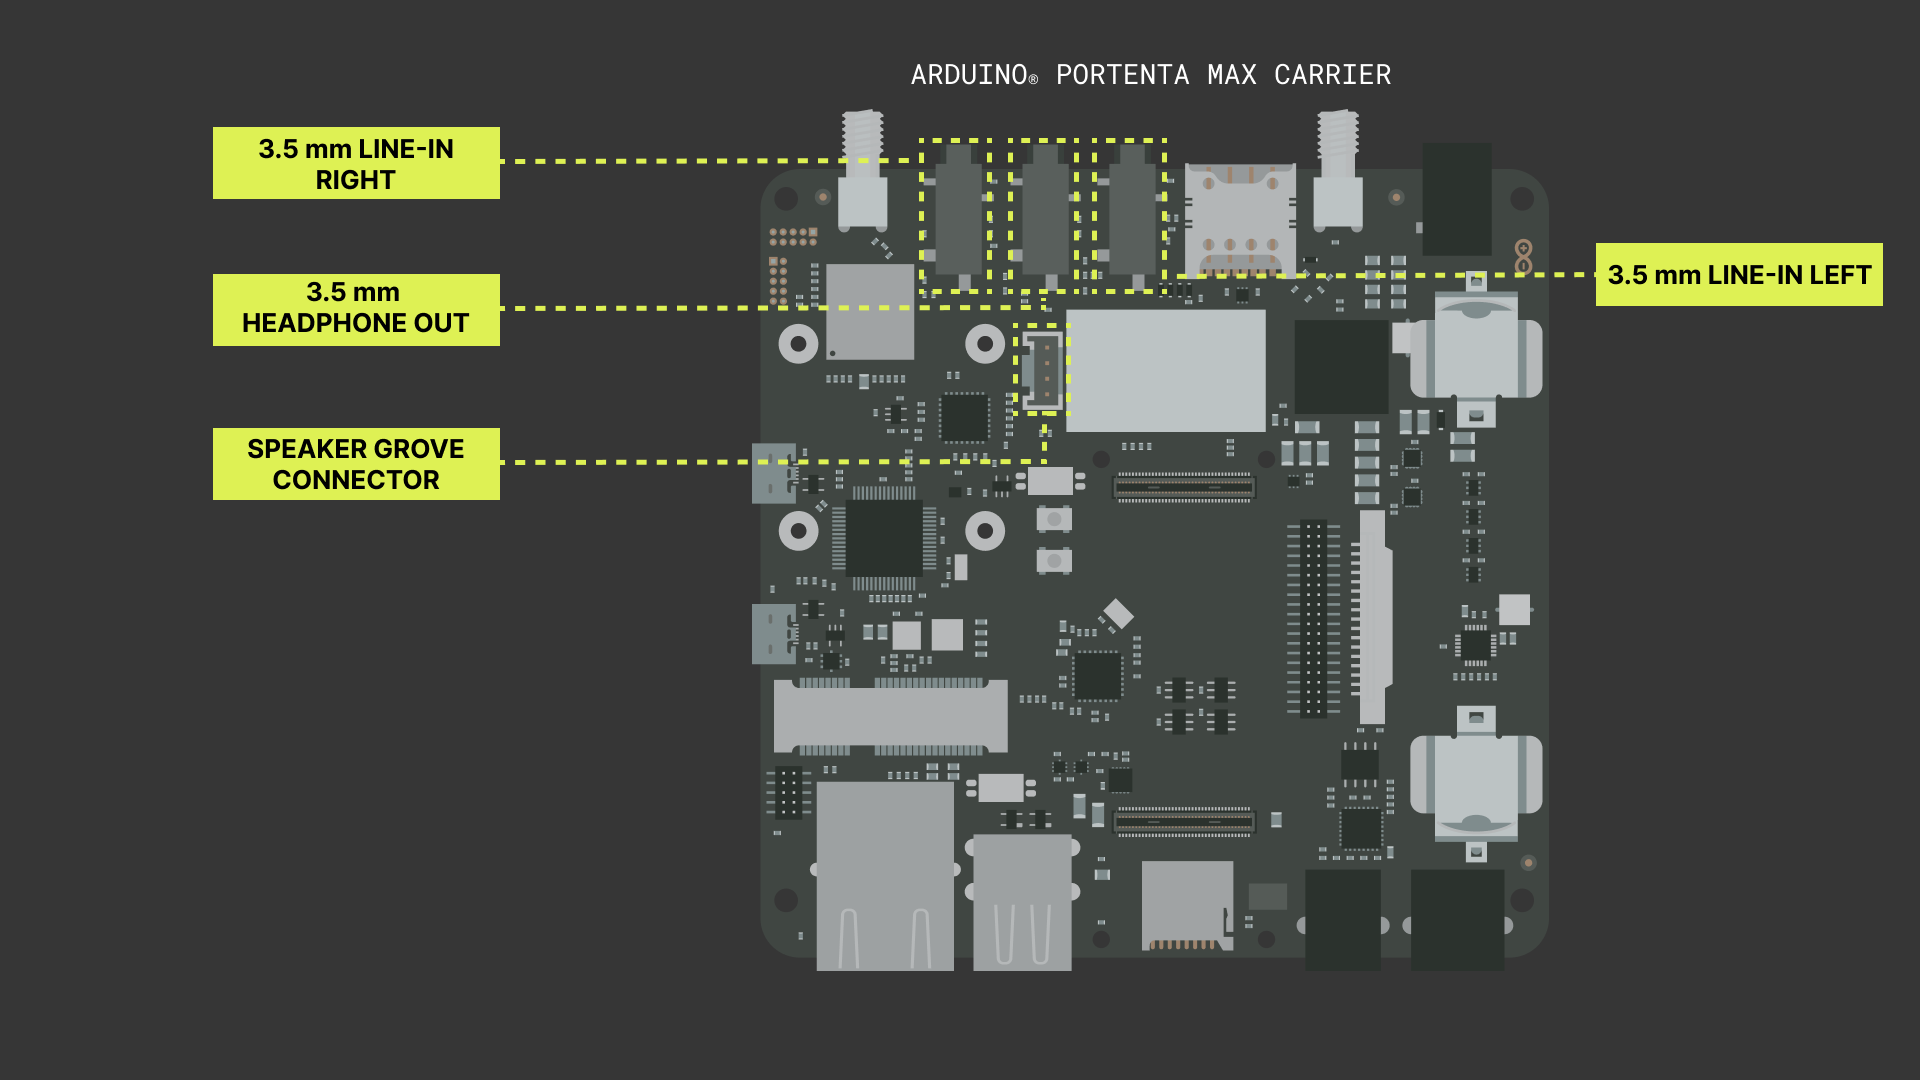 ARDUINO® PORTENTA MAX CARRIER
3.5 mm LINE-IN
RIGHT
3.5 mm
HEADPHONE OUT
SPEAKER GROVE
CONNECTOR
3.5 mm LINE-IN LEFT